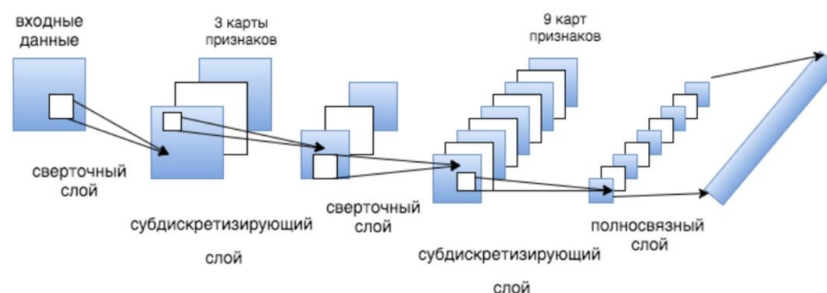 входные
данные
3 карты
признаков
9 карт
признаков
сверточный
слой
субдискретизирующий
слой
сверточный
слой
субдискретизирующий
слой
полносвязный
слой